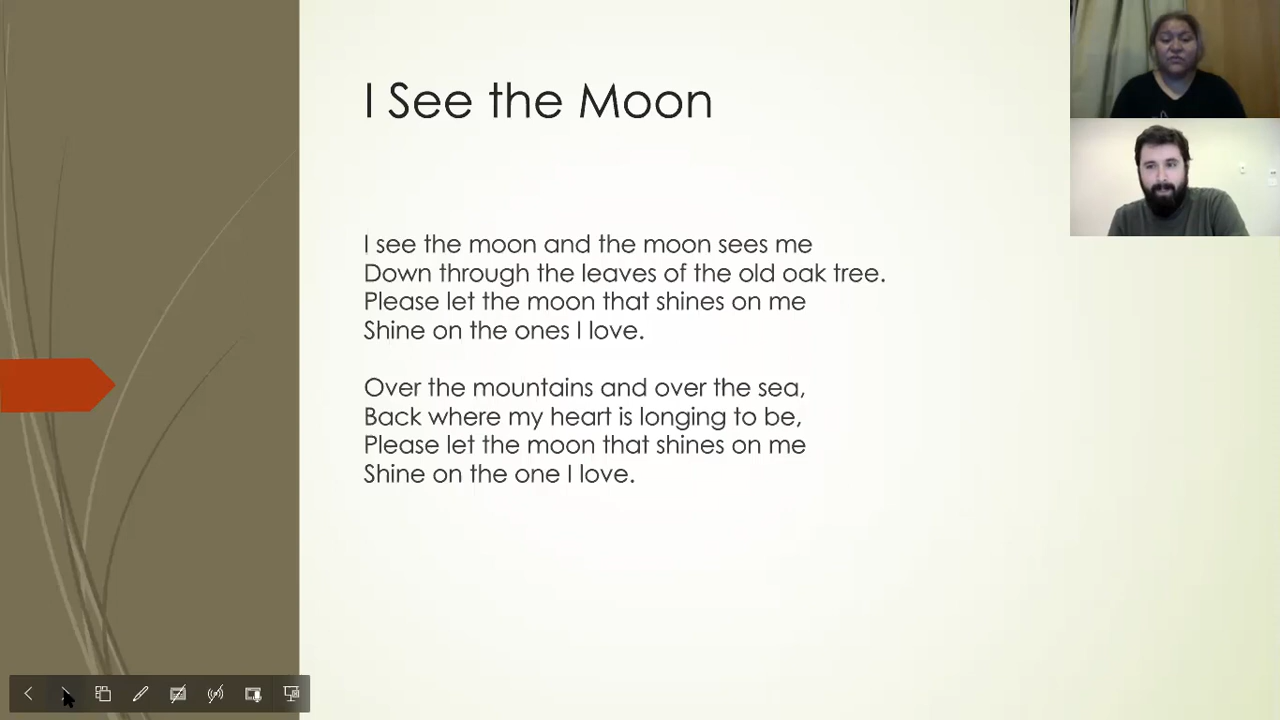 I See the Moon
I see the moon and the moon sees me
Down through the leaves of the old oak tree.
Please let the moon that shines on me
Shine on the ones I love.
Over the mountains and over the sea,
Back where my heart is longing to be,
Please let the moon that shines on me
Shine on the one I love.